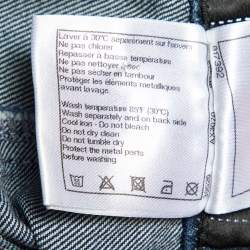 Laver à 30°C séparément sur l'envers
Ne pas chlorer
Repasser à basse température
Ne pas nettoyer à sec
Ne pas sécher en tambour
Protéger les éléments métalliques
avant lavage.
Wash temperature 85°F (30°C)
Wash separately and on back side
Cool iron - Do not bleach
Do not dry clean
Do not tumble dry
Protect the metal parts
before washing